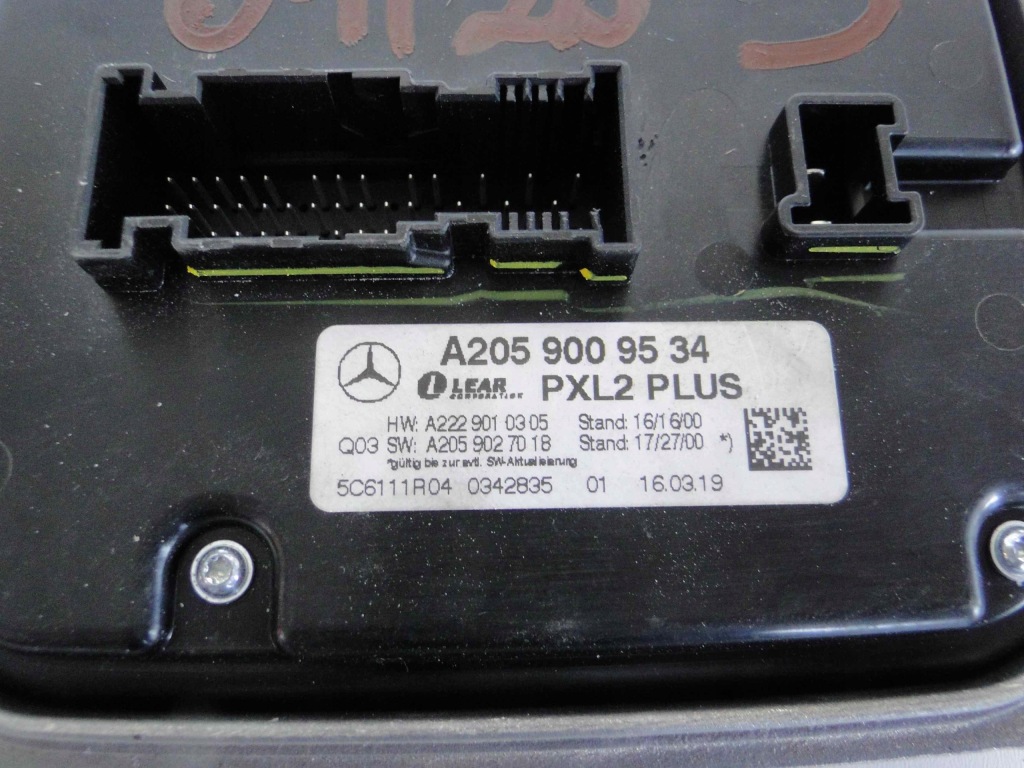 A205 900 95 34
LEAR CORPORATION PXL2 PLUS
HW: A222 901 03 05 Stand: 16/16/00
Q03 SW: A205 902 70 18 Stand: 17/27/00 *)
*gültig bis zur evtl. SW-Aktualisierung
5C6111R04 0342835 01 16.03.19